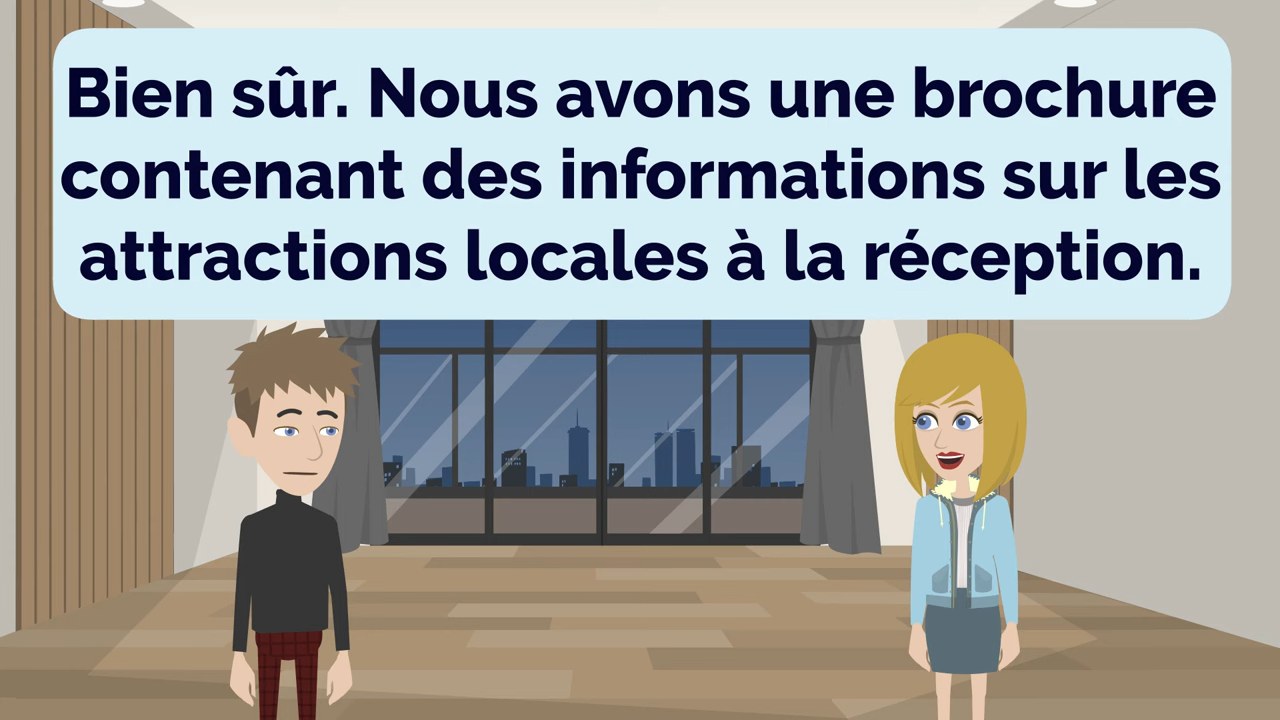 Bien sûr. Nous avons une brochure
contenant des informations sur les
attractions locales à la réception.